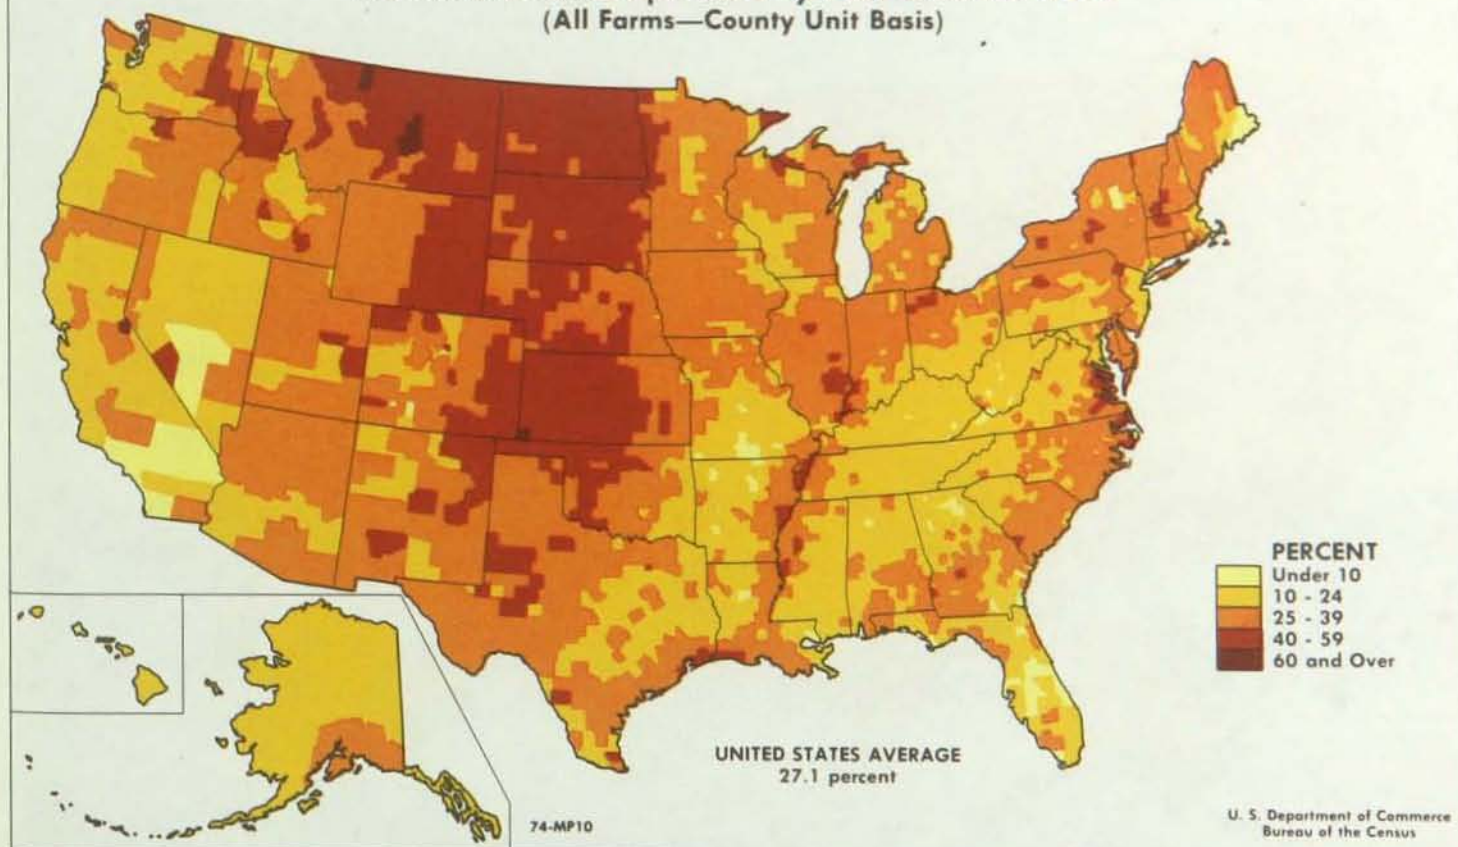 (All Farms—County Unit Basis)
PERCENT
Under 10
10 - 24
25 - 39
40 - 59
60 and Over
UNITED STATES AVERAGE
27.1 percent
74-MP10
U. S. Department of Commerce
Bureau of the Census